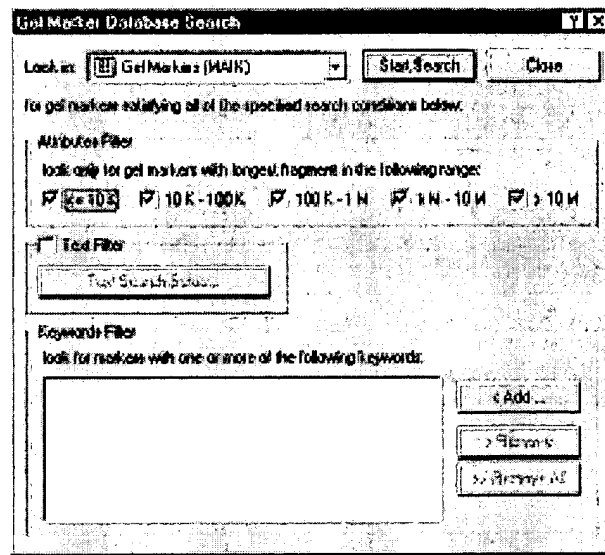 Gel Marker Database Search
Look in: Gel Markers (MAIN) Start Search Close
for gel markers satisfying all of the specified search conditions below:
Attributes Filter
look only for gel markers with longest fragment in the following range:
<= 10 K 10 K - 100 K 100 K - 1 M 1 M - 10 M > 10 M
Text Filter
Text Search Setup...
Keywords Filter
look for markers with one or more of the following keywords:
< Add ...
> Remove
>> Remove All